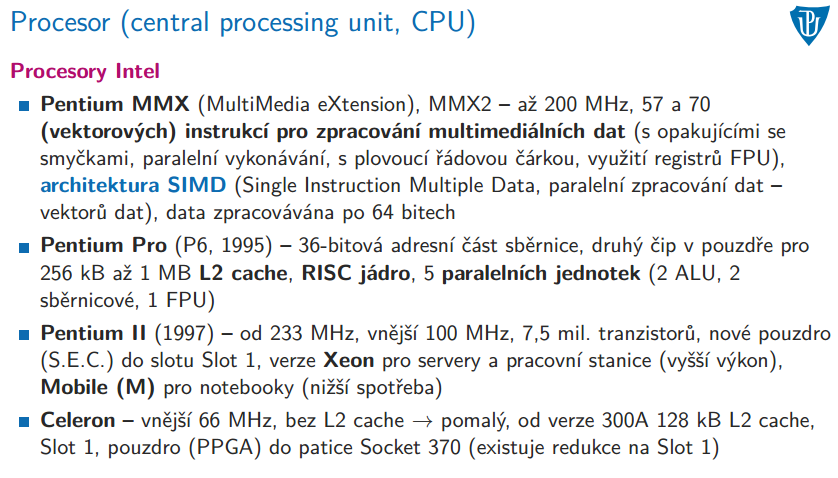 Procesor (central processing unit, CPU)
Procesory Intel
Pentium MMX (MultiMedia eXtension), MMX2 – až 200 MHz, 57 a 70
(vektorových) instrukcí pro zpracování multimediálních dat (s opakujícími se
smyčkami, paralelní vykonávání, s plovoucí řádovou čárkou, využití registrů FPU),
architektura SIMD (Single Instruction Multiple Data, paralelní zpracování dat –
vektorů dat), data zpracovávána po 64 bitech
Pentium Pro (P6, 1995) – 36-bitová adresní část sběrnice, druhý čip v pouzdře pro
256 kB až 1 MB L2 cache, RISC jádro, 5 paralelních jednotek (2 ALU, 2
sběrnicové, 1 FPU)
Pentium II (1997) – od 233 MHz, vnější 100 MHz, 7,5 mil. tranzistorů, nové pouzdro
(S.E.C.) do slotu Slot 1, verze Xeon pro servery a pracovní stanice (vyšší výkon),
Mobile (M) pro notebooky (nižší spotřeba)
Celeron – vnější 66 MHz, bez L2 cache → pomalý, od verze 300A 128 kB L2 cache,
Slot 1, pouzdro (PPGA) do patice Socket 370 (existuje redukce na Slot 1)